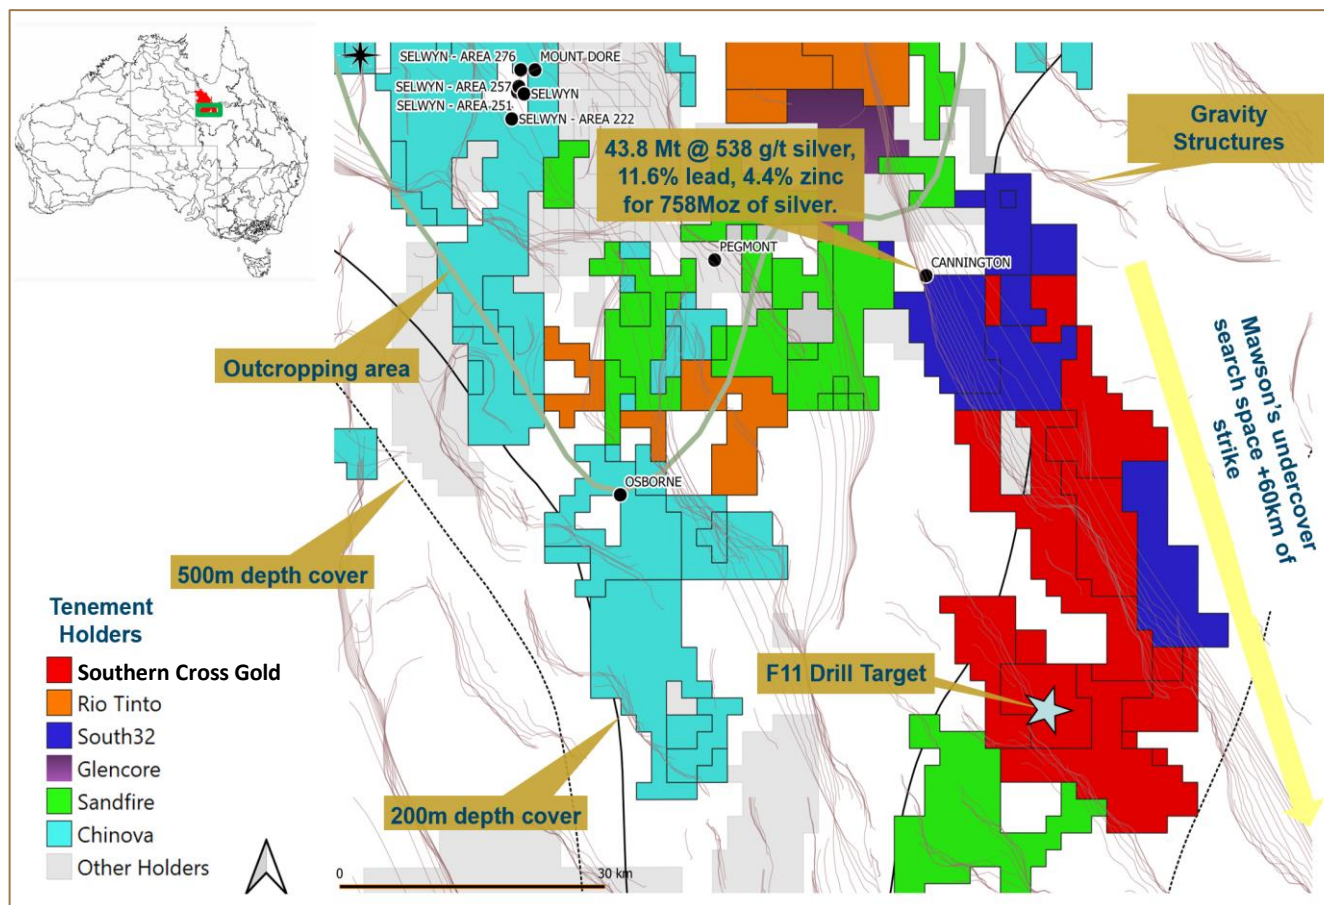 SELWYN - AREA 276
MOUNT DORE
SELWYN - AREA 257
SELWYN
SELWYN - AREA 251
SELWYN - AREA 222
Gravity
Structures
43.8 Mt @ 538 g/t silver,
11.6% lead, 4.4% zinc
for 758Moz of silver.
PEGMONT
CANNINGTON
Outcropping area
Mawson's undercover
search space +60km of
strike
OSBORNE
500m depth cover
Tenement
Holders
Southern Cross Gold
Rio Tinto
South32
Glencore
Sandfire
Chinova
Other Holders
F11 Drill Target
200m depth cover
0
30 km